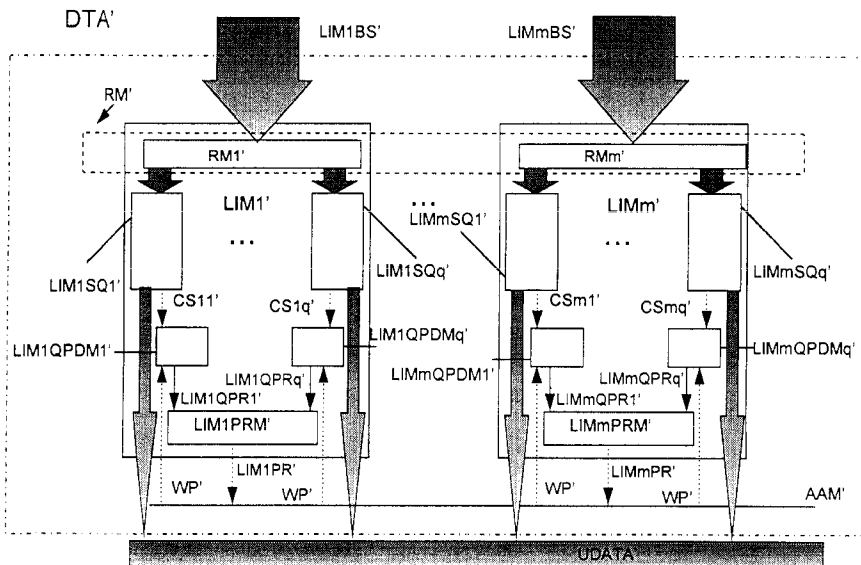 DTA'
LIM1BS'
LIMmBS'
RM'
RM1'
RMm'
LIM1'
...
LIMmSQ1'
LIMm'
...
...
LIM1SQ1'
LIM1SQq'
LIMmSQq'
CS11'
CS1q'
CSm1'
CSmq'
LIM1QPDM1'
LIM1QPDMq'
LIMmQPDM1'
LIMmQPDMq'
LIM1QPRq'
LIMmQPRq'
LIM1QPR1'
LIMmQPR1'
LIM1PRM'
LIMmPRM'
LIM1PR'
LIMmPR'
WP'
WP'
WP'
WP'
AAM'
UDATA'